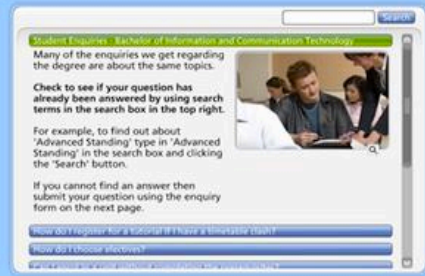 Search
Student Enquiries - Bachelor of Information and Communication Technology
Many of the enquiries we get regarding
the degree are about the same topics.
Check to see if your question has
already been answered by using search
terms in the search box in the top right.
For example, to find out about
'Advanced Standing' type in 'Advanced
Standing' in the search box and clicking
the 'Search' button.
If you cannot find an answer then
submit your question using the enquiry
form on the next page.
How do I register for a tutorial if I have a timetable clash?
How do I choose electives?